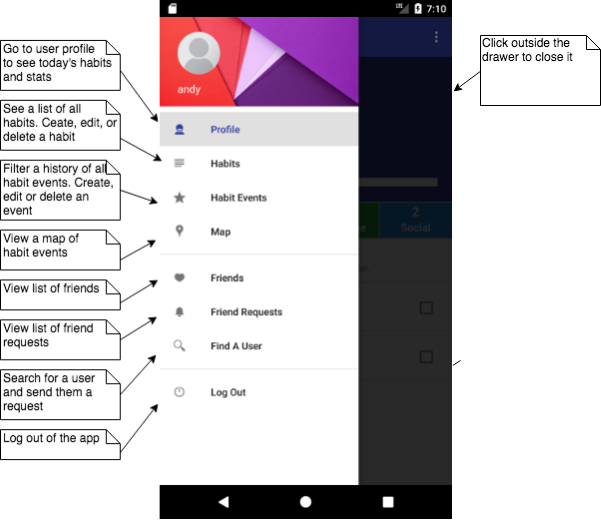 LTE 7:10
Go to user profile
to see today's habits
and stats
See a list of all
habits. Ceate, edit, or
delete a habit
Filter a history of all
habit events. Create,
edit or delete an
event
View a map of
habit events
View list of friends
View list of friend
requests
Search for a user
and send them a
request
Log out of the app
andy
Profile
Habits
Habit Events
Map
Friends
Friend Requests
Find A User
Log Out
2
Social
Click outside the
drawer to close it